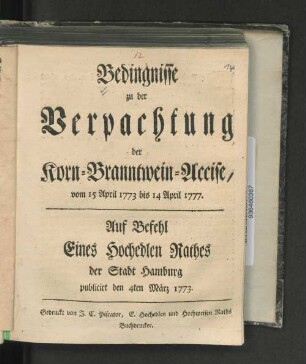 12
Bedingnisse
zu der
Verpachtung
der
Korn=Branntwein=Accise,
vom 15 April 1773 bis 14 April 1777.
Auf Befehl
Eines Hochedlen Rathes
der Stadt Hamburg
publicirt den 4ten März 1773.
Gedruckt von J. C. Piscator, E. Hochedlen und Hochweisen Raths
Buchdrucker.